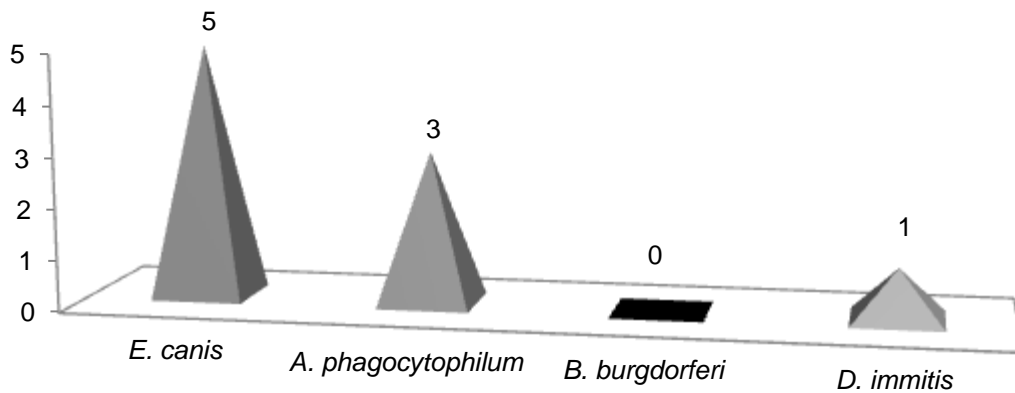 5
5
4
3
3
2
1
1
0
0
E. canis
A. phagocytophilum
B. burgdorferi
D. immitis